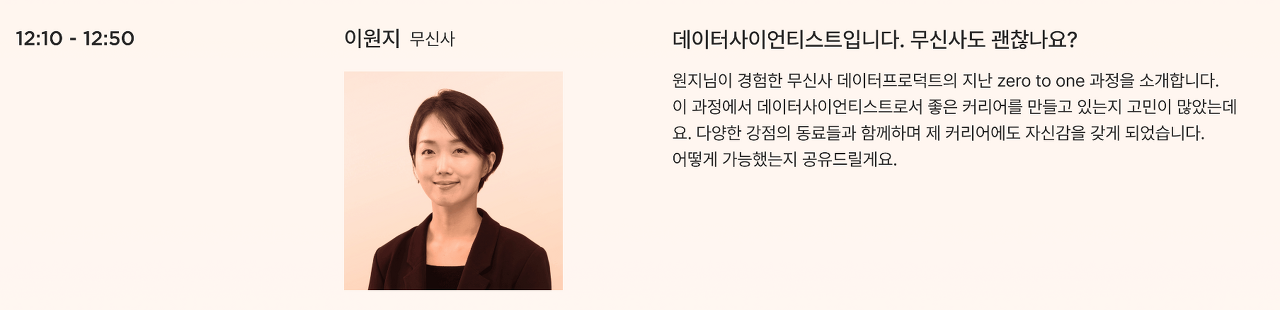 12:10 - 12:50
이원지 무신사
데이터사이언티스트입니다. 무신사도 괜찮나요?
원지님이 경험한 무신사 데이터프로덕트의 지난 zero to one 과정을 소개합니다.
이 과정에서 데이터사이언티스트로서 좋은 커리어를 만들고 있는지 고민이 많았는데
요. 다양한 강점의 동료들과 함께하며 제 커리어에도 자신감을 갖게 되었습니다.
어떻게 가능했는지 공유드릴게요.